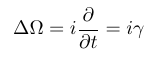 ΔΩ = i ∂/∂t = iγ